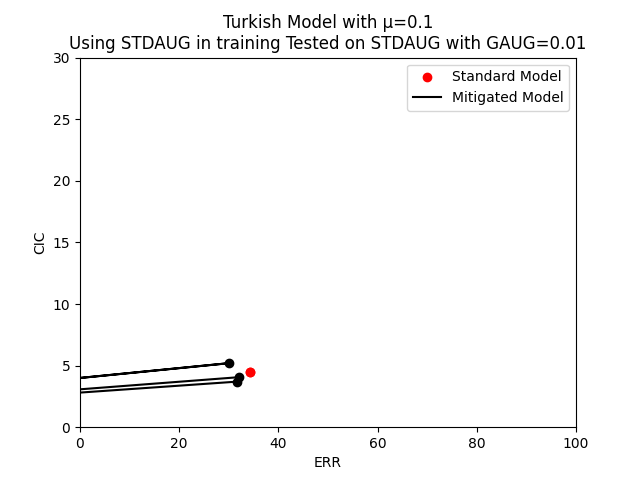 Turkish Model with μ=0.1
Using STDAUG in training Tested on STDAUG with GAUG=0.01
Standard Model
Mitigated Model
CIC
30
25
20
15
10
5
0
0 20 40 60 80 100
ERR